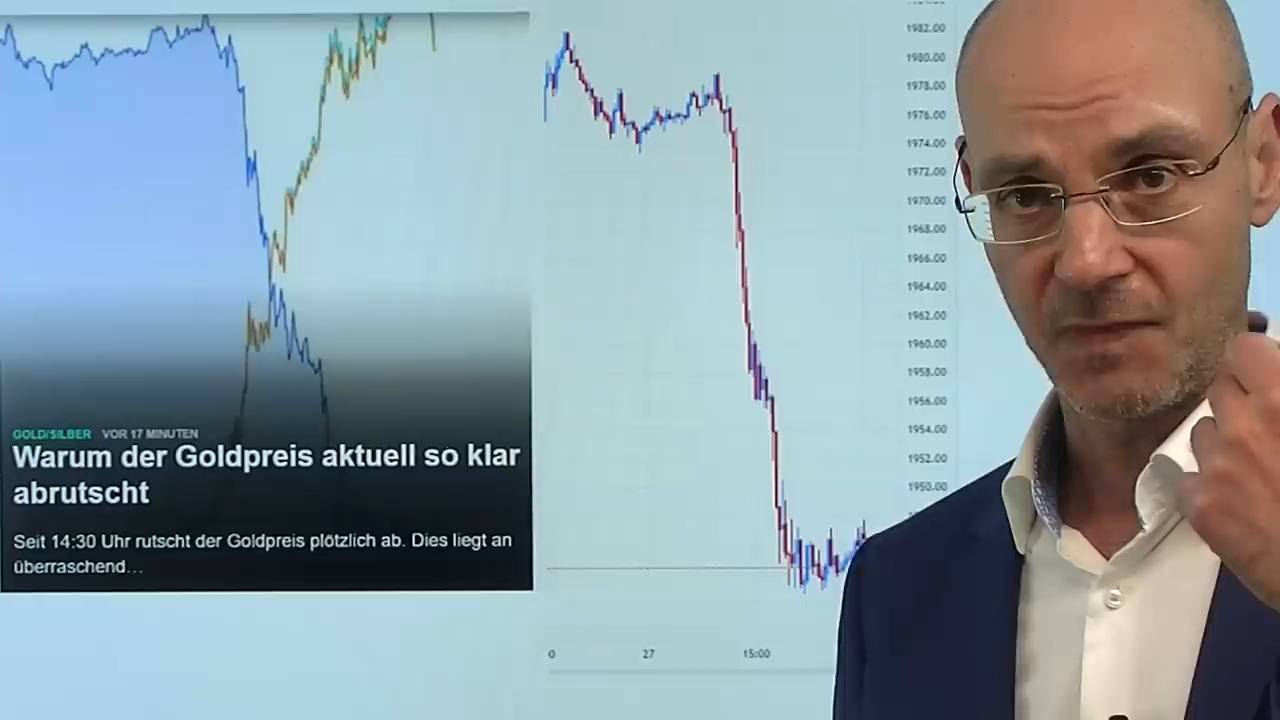 GOLD/SILBER VOR 17 MINUTEN
Warum der Goldpreis aktuell so klar
abrutscht
Seit 14:30 Uhr rutscht der Goldpreis plötzlich ab. Dies liegt an
überraschend...
1982.00
1980.00
1978.00
1976.00
1974.00
1972.00
1970.00
1968.00
1966.00
1964.00
1962.00
1960.00
1958.00
1956.00
1954.00
1952.00
1950.00
0 27 15:00